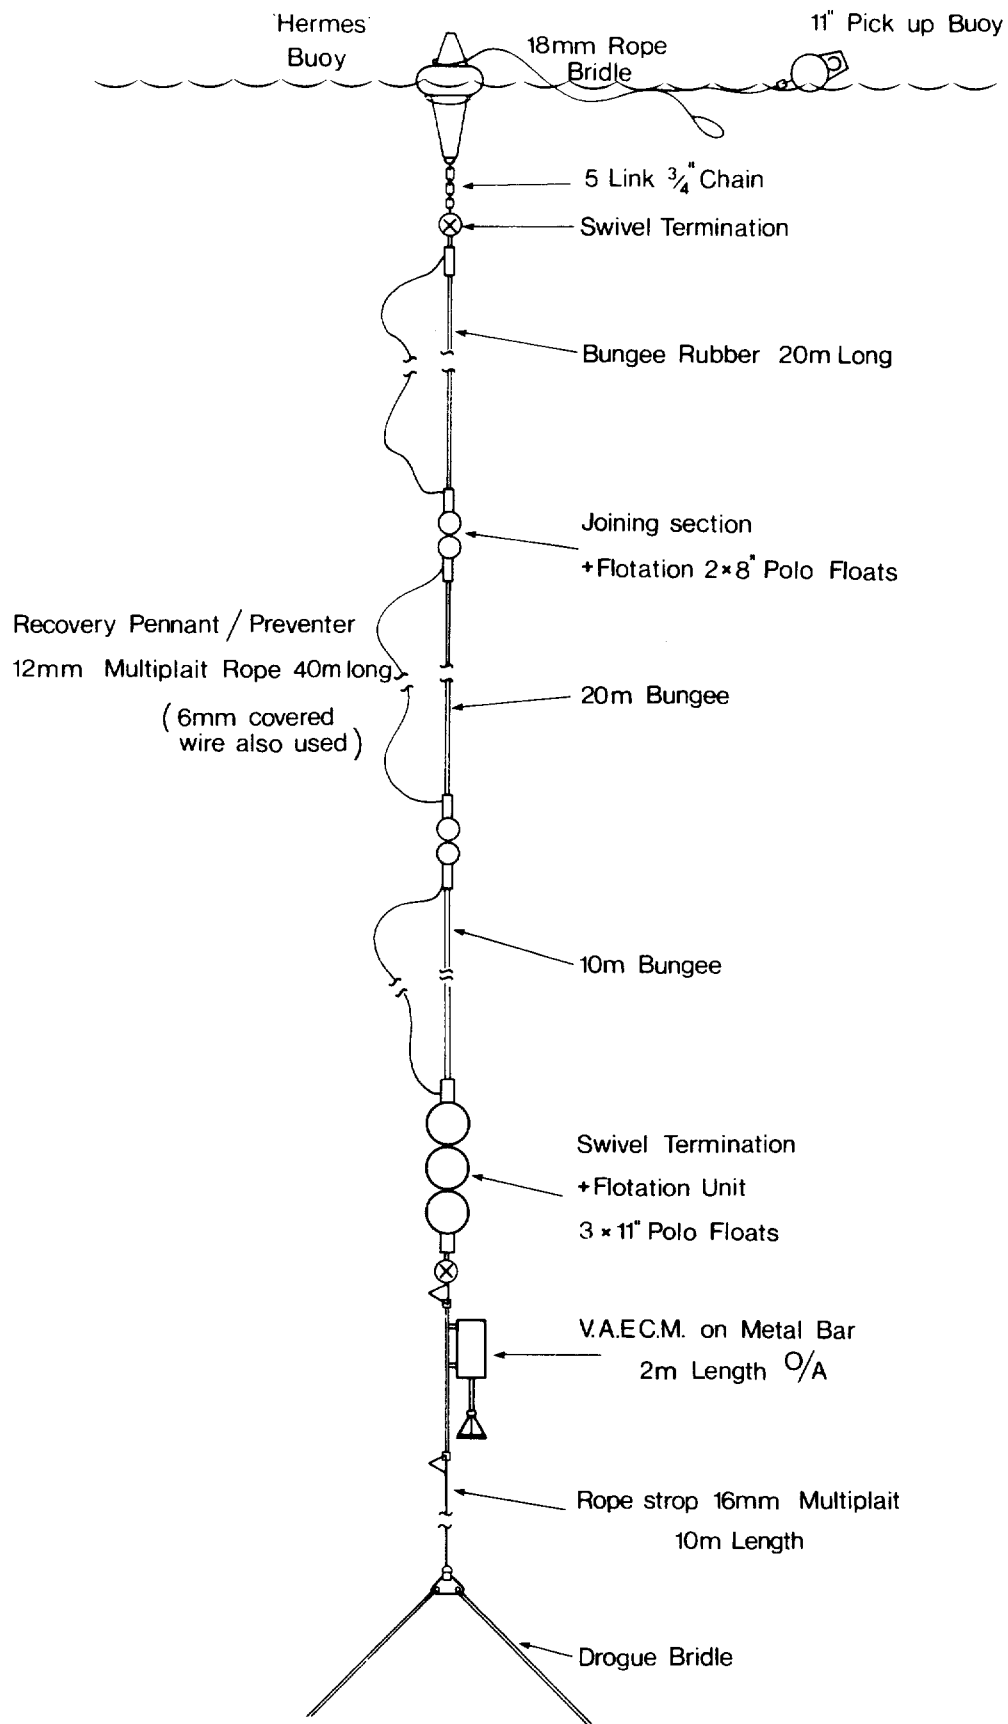 'Hermes'
Buoy
18mm Rope
Bridle
11" Pick up Buoy
5 Link 3/4" Chain
Swivel Termination
Bungee Rubber 20m Long
Joining section
+Flotation 2×8" Polo Floats
Recovery Pennant / Preventer
12mm Multiplait Rope 40m long
(6mm covered
wire also used)
20m Bungee
10m Bungee
Swivel Termination
+Flotation Unit
3 × 11" Polo Floats
V.A.E.C.M. on Metal Bar
2m Length O/A
Rope strop 16mm Multiplait
10m Length
Drogue Bridle